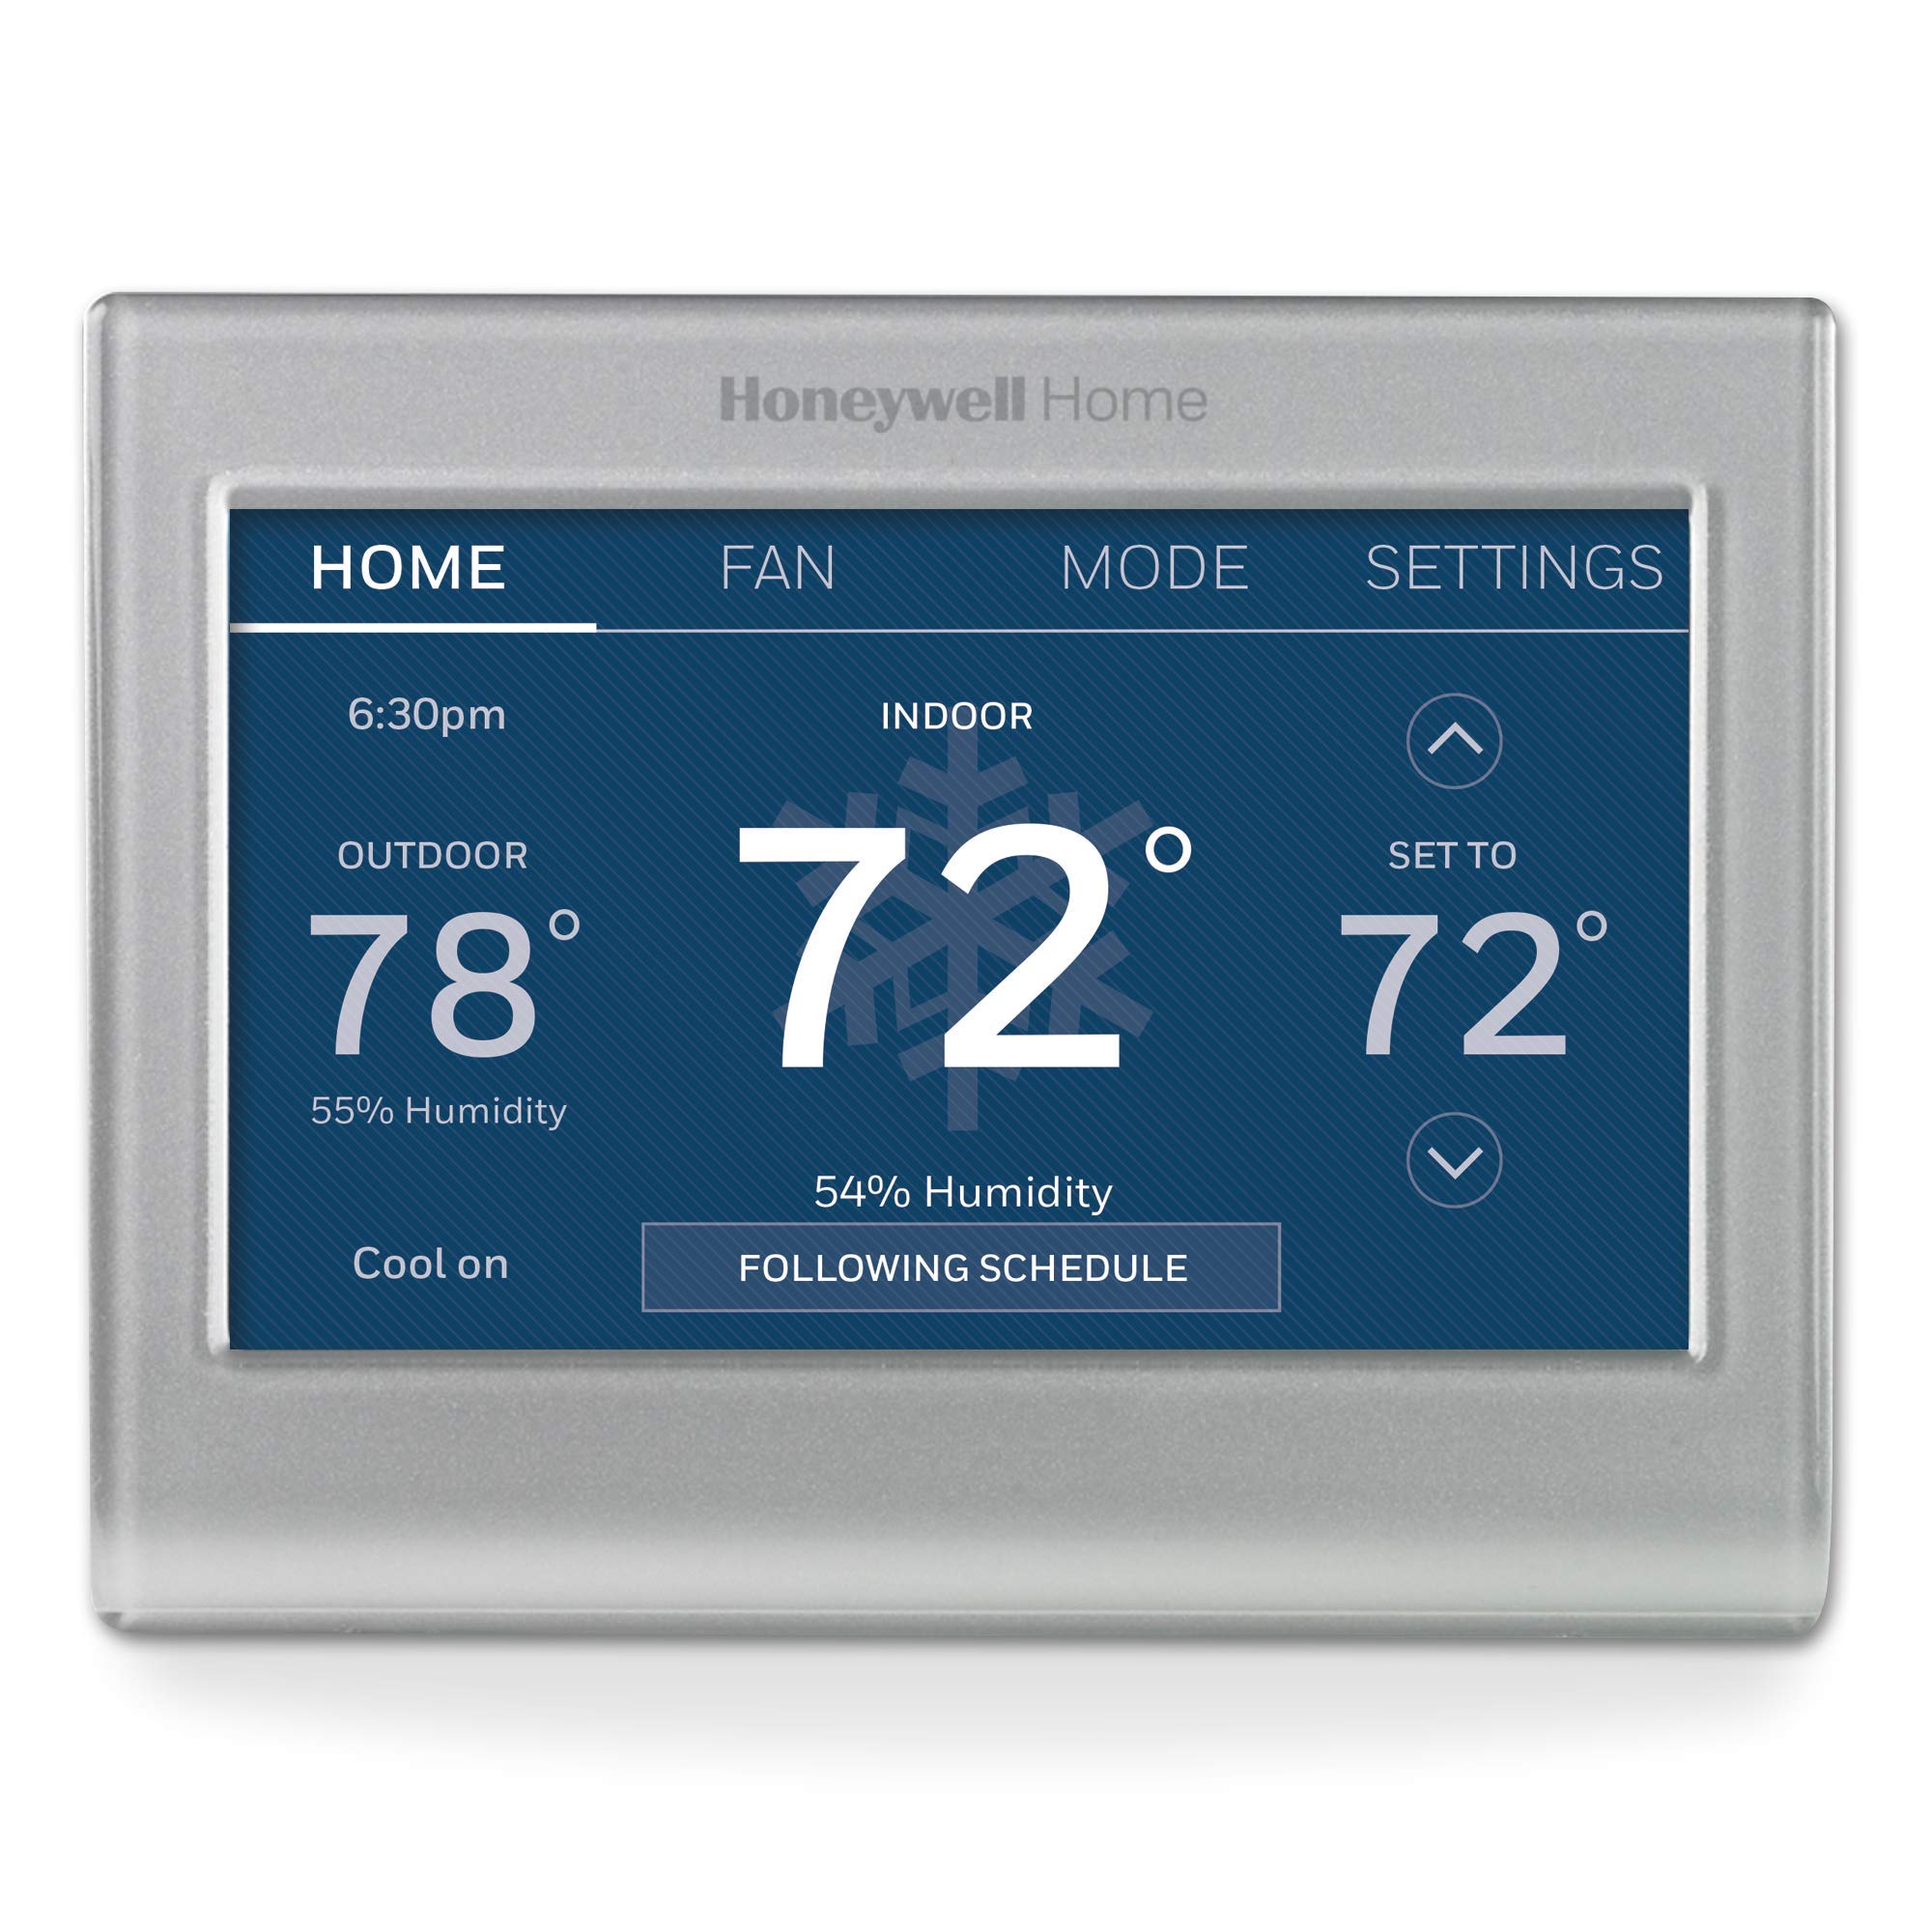 Honeywell Home
HOME FAN MODE SETTINGS
6:30pm
OUTDOOR
78°
55% Humidity
Cool on
INDOOR
72°
54% Humidity
FOLLOWING SCHEDULE
SET TO
72°